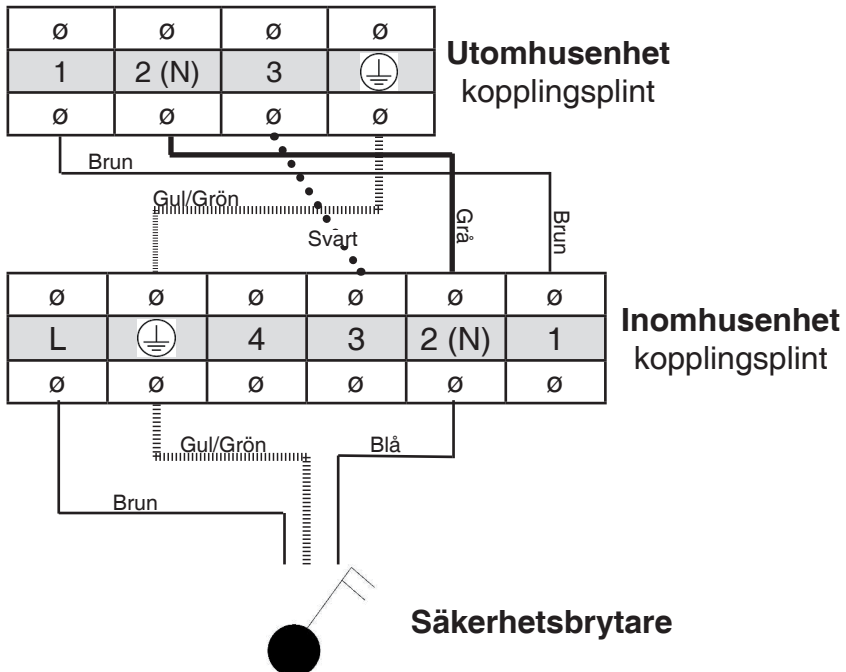 ø ø ø ø
1 2 (N) 3
ø ø ø ø
Utomhusenhet
kopplingsplint
Brun
Gul/Grön
Svart
Grå
Brun
ø ø ø ø ø ø
L 4 3 2 (N) 1
ø ø ø ø ø ø
Inomhusenhet
kopplingsplint
Gul/Grön
Blå
Brun
Säkerhetsbrytare